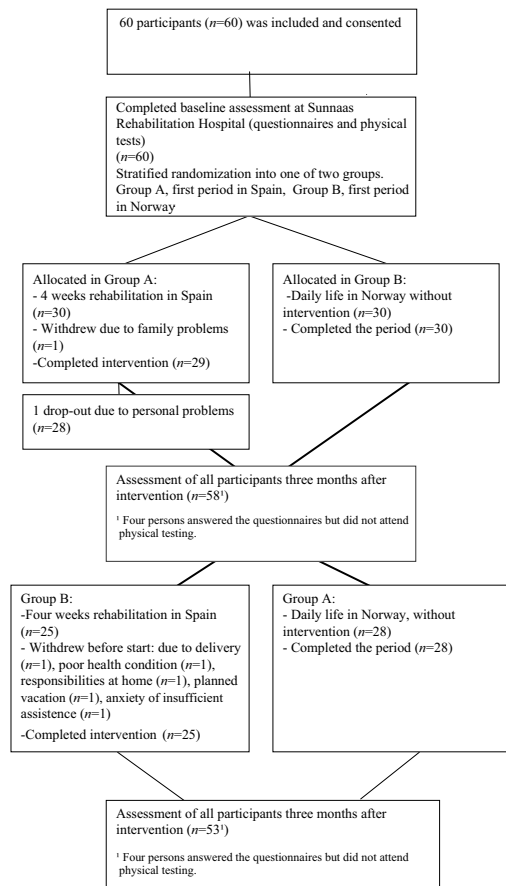 60 participants (n=60) was included and consented
Completed baseline assessment at Sunnaas
Rehabilitation Hospital (questionnaires and physical
tests)
(n=60)
Stratified randomization into one of two groups.
Group A, first period in Spain, Group B, first period
in Norway
Allocated in Group A:
- 4 weeks rehabilitation in Spain
(n=30)
- Withdrew due to family problems
(n=1)
-Completed intervention (n=29)
Allocated in Group B:
-Daily life in Norway without
intervention (n=30)
- Completed the period (n=30)
1 drop-out due to personal problems
(n=28)
Assessment of all participants three months after
intervention (n=58¹)
¹ Four persons answered the questionnaires but did not attend
physical testing.
Group B:
-Four weeks rehabilitation in Spain
(n=25)
- Withdrew before start: due to delivery
(n=1), poor health condition (n=1),
responsibilities at home (n=1), planned
vacation (n=1), anxiety of insufficient
assistence (n=1)
-Completed intervention (n=25)
Group A:
- Daily life in Norway, without
intervention (n=28)
- Completed the period (n=28)
Assessment of all participants three months after
intervention (n=53¹)
¹ Four persons answered the questionnaires but did not attend
physical testing.